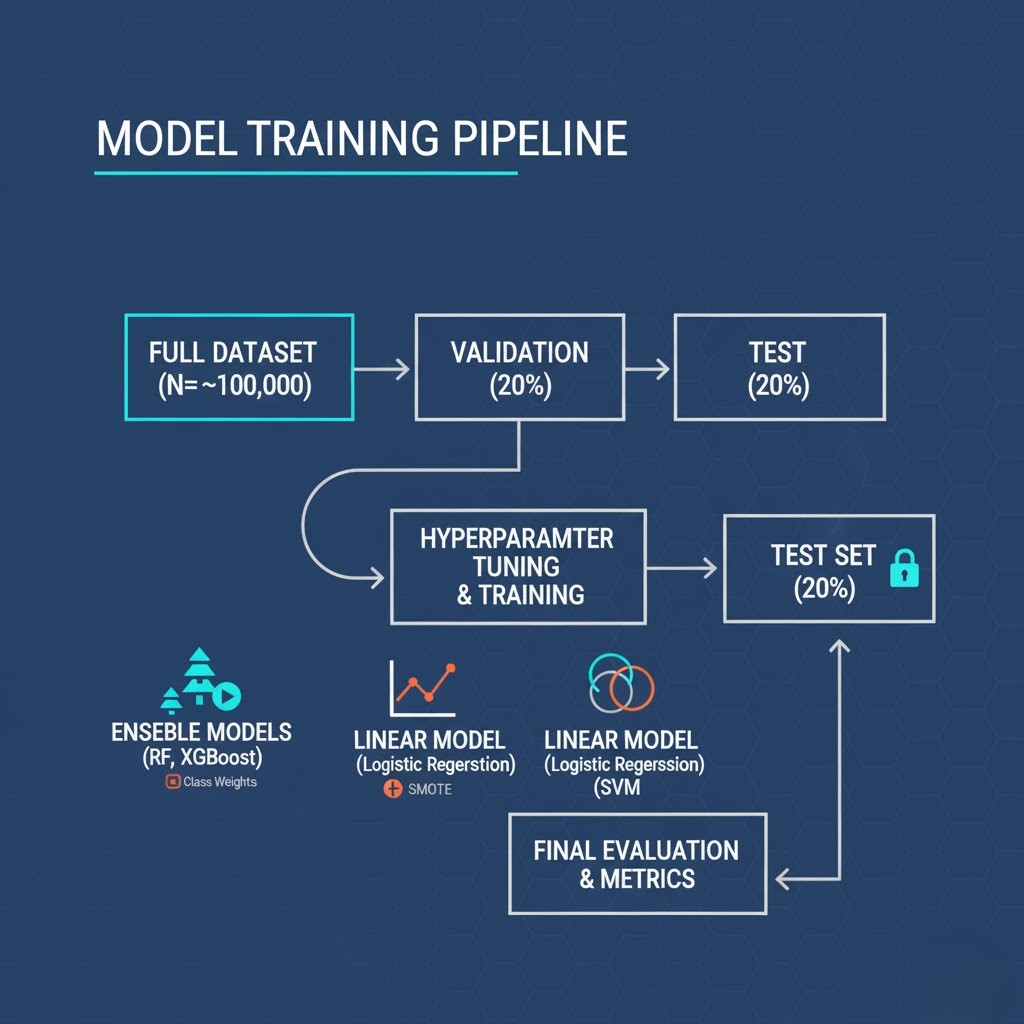 MODEL TRAINING PIPELINE
FULL DATASET
(N= ~100,000)
VALIDATION
(20%)
TEST
(20%)
HYPERPARAMTER
TUNING
& TRAINING
TEST SET
(20%)
ENSEBLE MODELS
(RF, XGBoost)
Class Weights
LINEAR MODEL
(Logistic Regerstion)
SMOTE
LINEAR MODEL
(Logistic Regerssion)
(SVM
FINAL EVALUATION
& METRICS